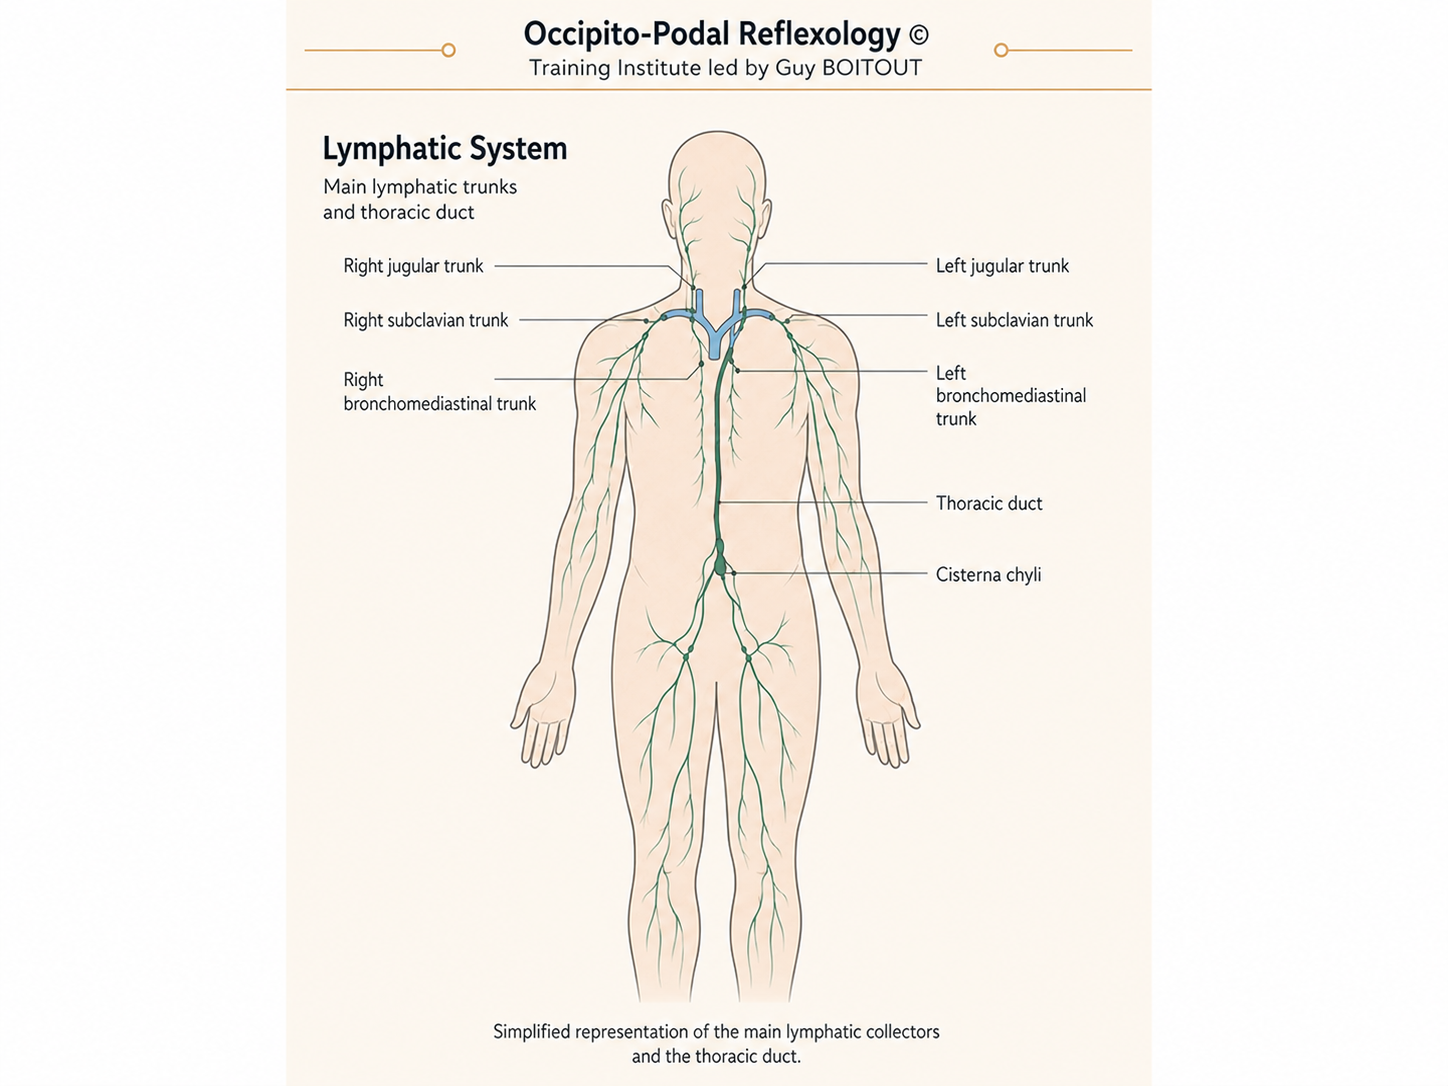 Occipito-Podal Reflexology ©
Training Institute led by Guy BOITOUT
Lymphatic System
Main lymphatic trunks
and thoracic duct
Right jugular trunk
Left jugular trunk
Right subclavian trunk
Left subclavian trunk
Right
bronchomediastinal trunk
Left
bronchomediastinal
trunk
Thoracic duct
Cisterna chyli
Simplified representation of the main lymphatic collectors
and the thoracic duct.